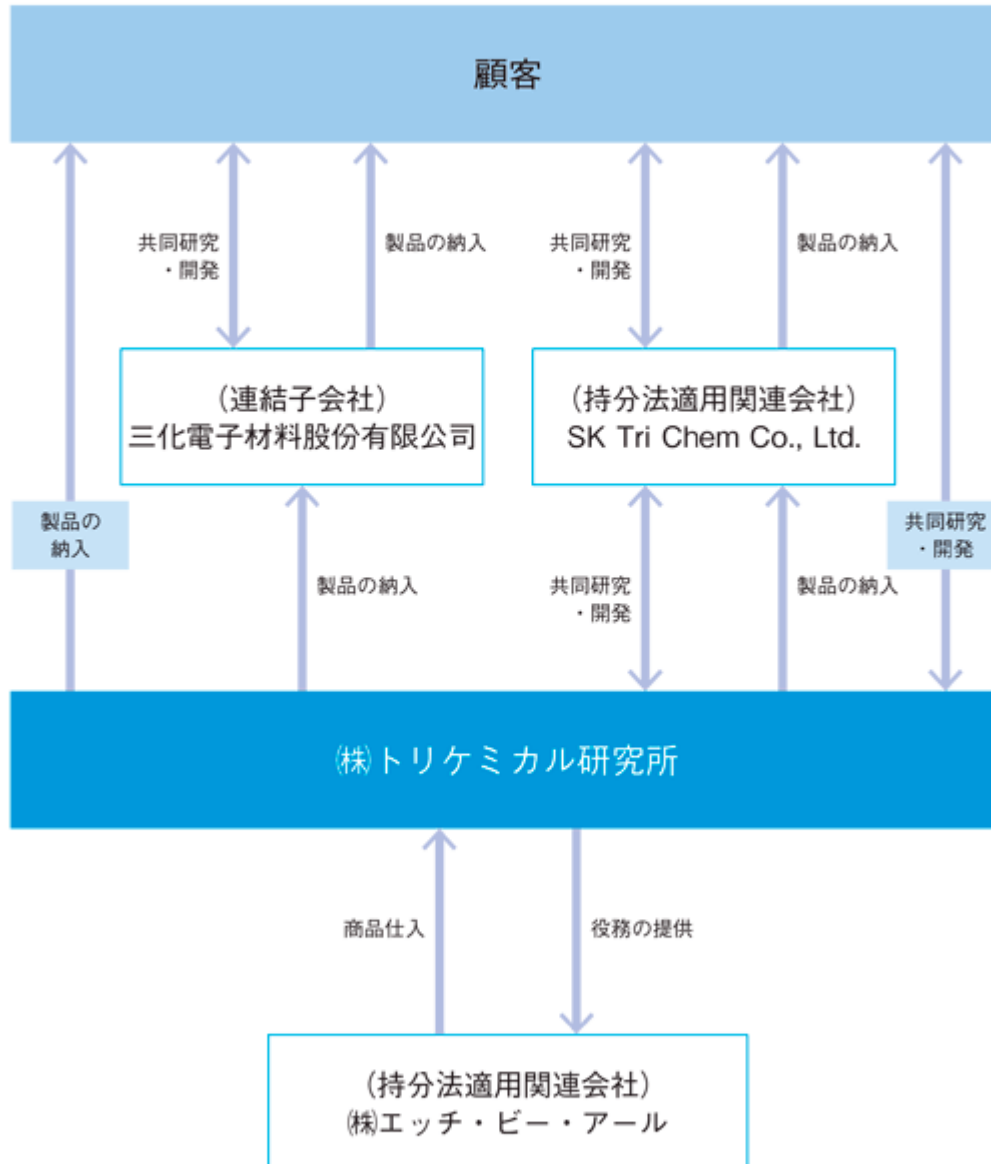 顧客
共同研究
・開発
製品の納入
共同研究
・開発
製品の納入
（連結子会社）
三化電子材料股份有限公司
（持分法適用関連会社）
SK Tri Chem Co., Ltd.
製品の
納入
共同研究
・開発
製品の納入
共同研究
・開発
製品の納入
㈱トリケミカル研究所
商品仕入
役務の提供
（持分法適用関連会社）
㈱エッチ・ビー・アール